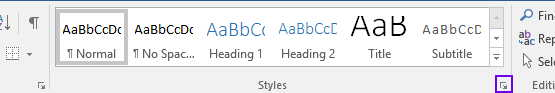 AaBbCcDc AaBbCcDc AaBbCc AaBbCcD AaB AaBbCcD
¶ Normal ¶ No Spac... Heading 1 Heading 2 Title Subtitle
Styles
Fin
Rep
Sele
Editi